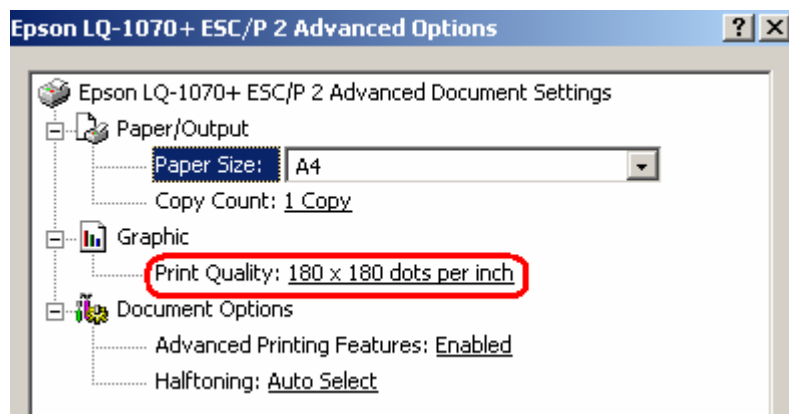 Epson LQ-1070+ ESC/P 2 Advanced Options
Epson LQ-1070+ ESC/P 2 Advanced Document Settings
Paper/Output
Paper Size: A4
Copy Count: 1 Copy
Graphic
Print Quality: 180 x 180 dots per inch
Document Options
Advanced Printing Features: Enabled
Halftoning: Auto Select